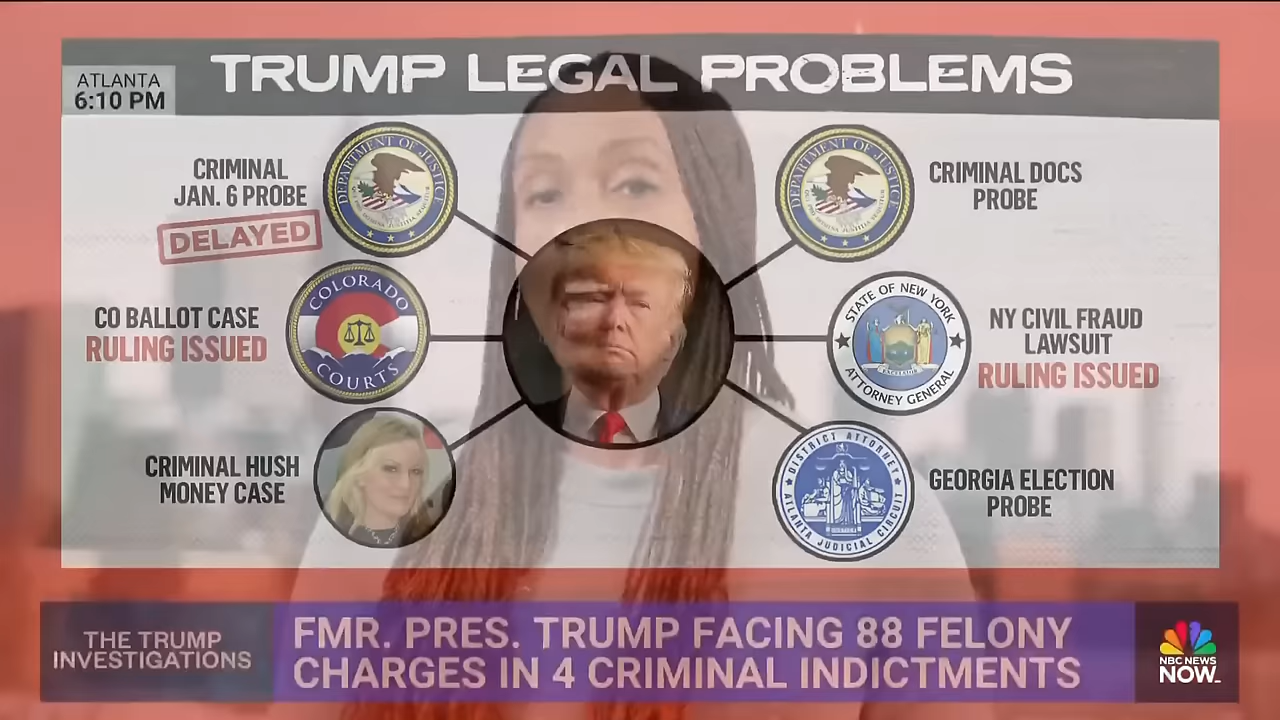 TRUMP LEGAL PROBLEMS
ATLANTA
6:10 PM
CRIMINAL
JAN. 6 PROBE
DELAYED
DEPARTMENT OF JUSTICE
DEPARTMENT OF JUSTICE
CRIMINAL DOCS
PROBE
CO BALLOT CASE
RULING ISSUED
COLORADO
COURTS
STATE OF NEW YORK
ATTORNEY GENERAL
EXCELSIOR
NY CIVIL FRAUD
LAWSUIT
RULING ISSUED
CRIMINAL HUSH
MONEY CASE
DISTRICT ATTORNEY
ATLANTA JUDICIAL CIRCUIT
GEORGIA ELECTION
PROBE
THE TRUMP
INVESTIGATIONS
FMR. PRES. TRUMP FACING 88 FELONY
CHARGES IN 4 CRIMINAL INDICTMENTS
NBC NEWS
NOW